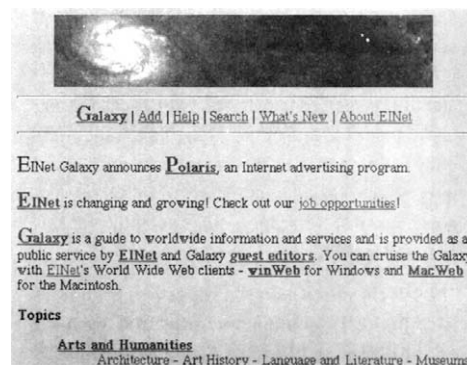 Galaxy | Add | Help | Search | What's New | About EINet
EINet Galaxy announces Polaris, an Internet advertising program.
EINet is changing and growing! Check out our job opportunities!
Galaxy is a guide to worldwide information and services and is provided as a
public service by EINet and Galaxy guest editors. You can cruise the Galaxy
with EINet's World Wide Web clients - winWeb for Windows and MacWeb
for the Macintosh.
Topics
Arts and Humanities
Architecture - Art History - Language and Literature - Museums